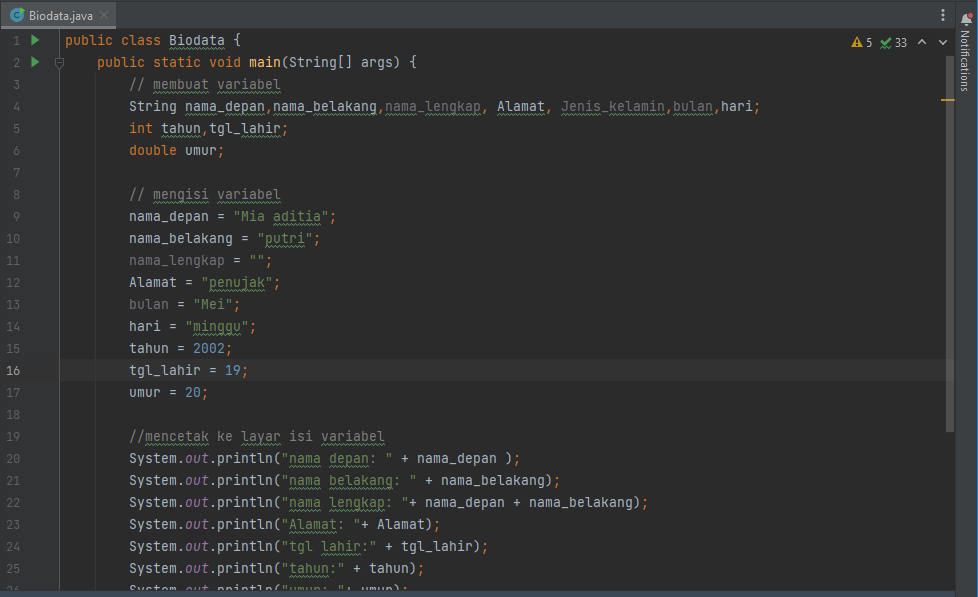 Biodata.java
5 33
Notifications
1 public class Biodata {
2 public static void main(String[] args) {
3 // membuat variabel
4 String nama_depan,nama_belakang,nama_lengkap, Alamat, Jenis_kelamin,bulan,hari;
5 int tahun,tgl_lahir;
6 double umur;
7
8 // mengisi variabel
9 nama_depan = "Mia aditia";
10 nama_belakang = "putri";
11 nama_lengkap = "";
12 Alamat = "penujak";
13 bulan = "Mei";
14 hari = "minggu";
15 tahun = 2002;
16 tgl_lahir = 19;
17 umur = 20;
18
19 //mencetak ke layar isi variabel
20 System.out.println("nama depan: " + nama_depan );
21 System.out.println("nama belakang: " + nama_belakang);
22 System.out.println("nama lengkap: "+ nama_depan + nama_belakang);
23 System.out.println("Alamat: "+ Alamat);
24 System.out.println("tgl lahir:" + tgl_lahir);
25 System.out.println("tahun:" + tahun);
26 System.out.println("umur: "+ umur);